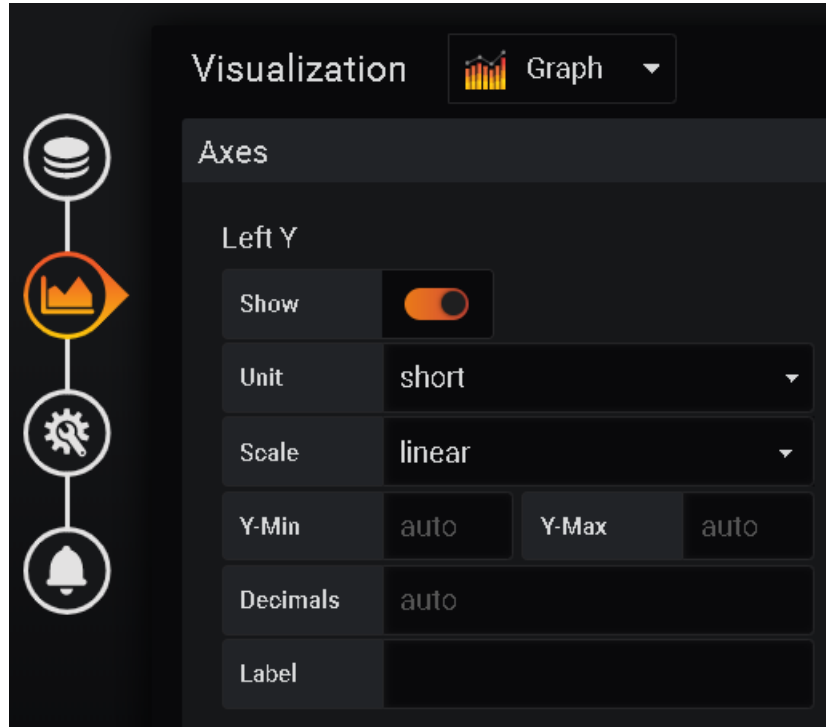 Visualization Graph
Axes
Left Y
Show
Unit short
Scale linear
Y-Min auto Y-Max auto
Decimals auto
Label